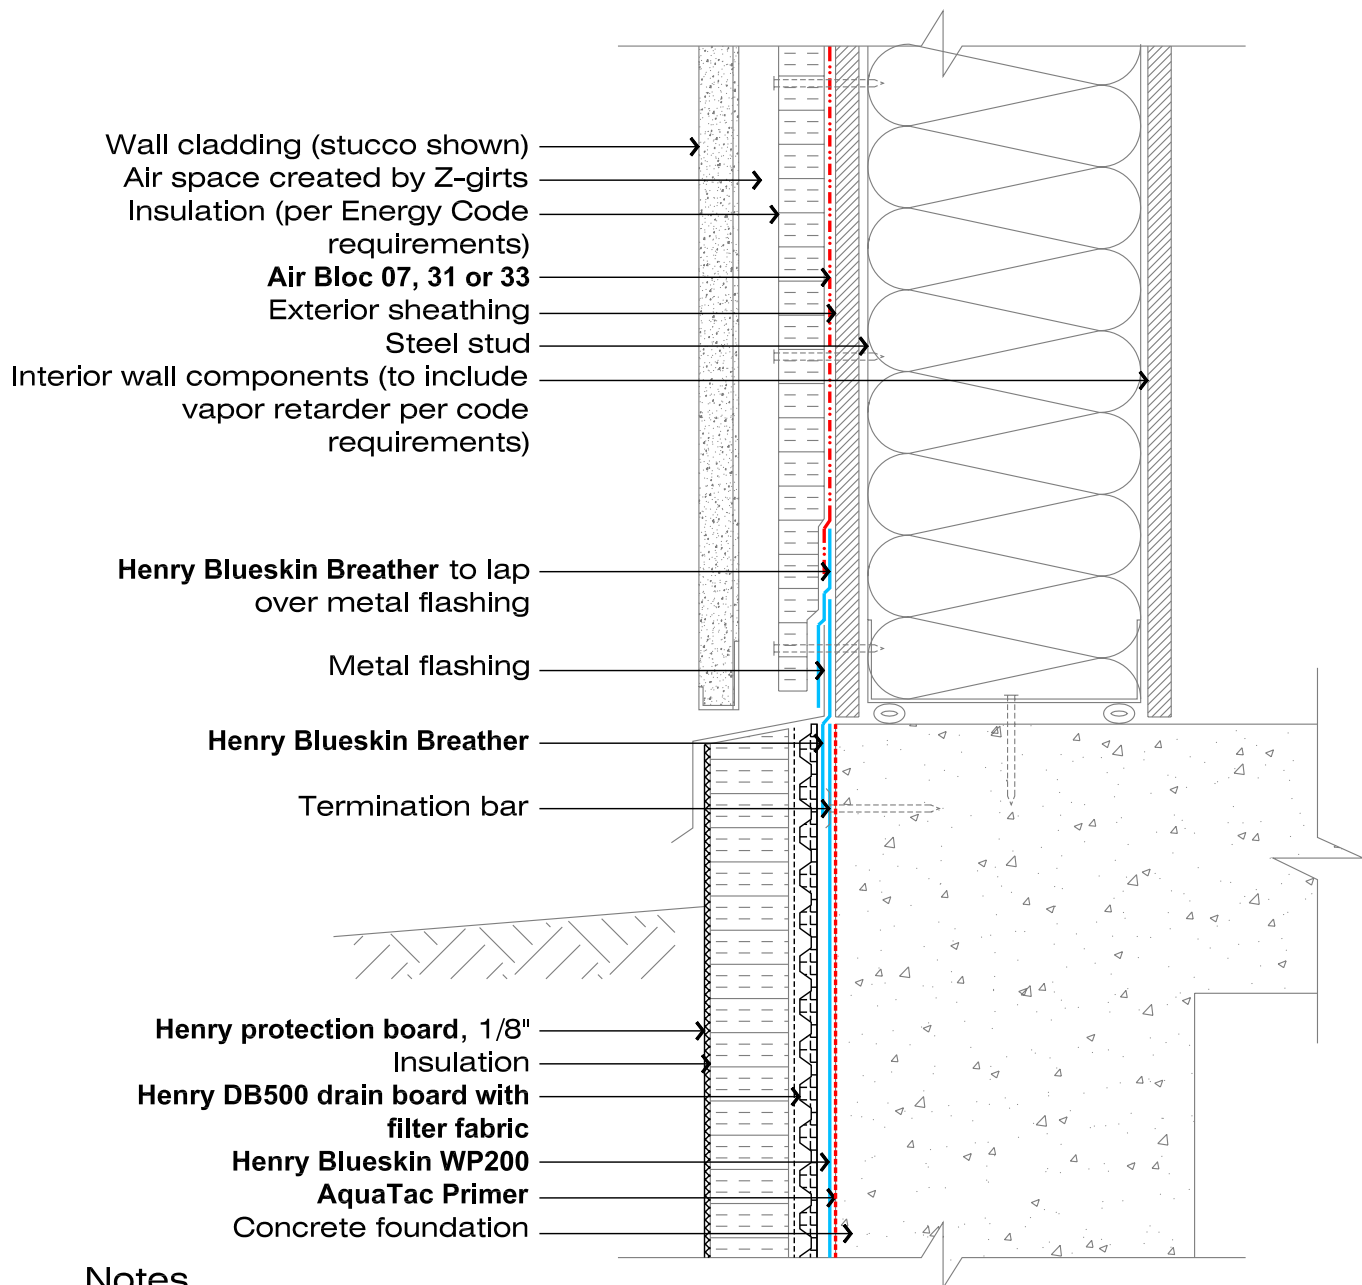 Wall cladding (stucco shown)
Air space created by Z-girts
Insulation (per Energy Code
requirements)
Air Bloc 07, 31 or 33
Exterior sheathing
Steel stud
Interior wall components (to include
vapor retarder per code
requirements)
Henry Blueskin Breather to lap
over metal flashing
Metal flashing
Henry Blueskin Breather
Termination bar
Henry protection board, 1/8"
Insulation
Henry DB500 drain board with
filter fabric
Henry Blueskin WP200
AquaTac Primer
Concrete foundation
Notes